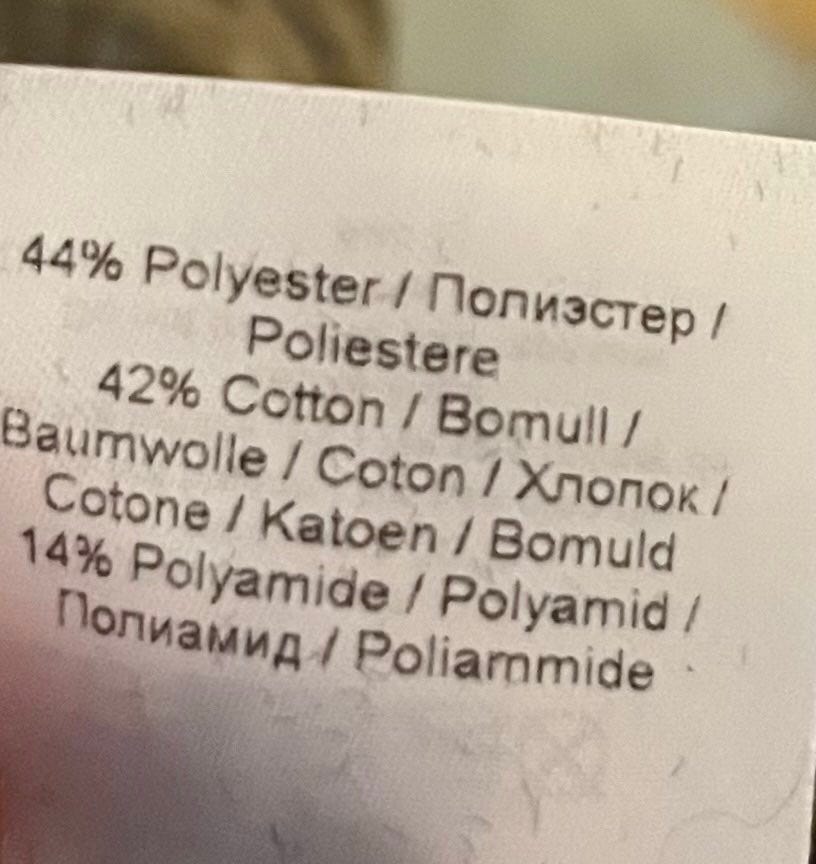 44% Polyester / Полиэстер /
Poliestere
42% Cotton / Bomull /
Baumwolle / Coton / Хлопок /
Cotone / Katoen / Bomuld
14% Polyamide / Polyamid /
Полиамид / Poliammide